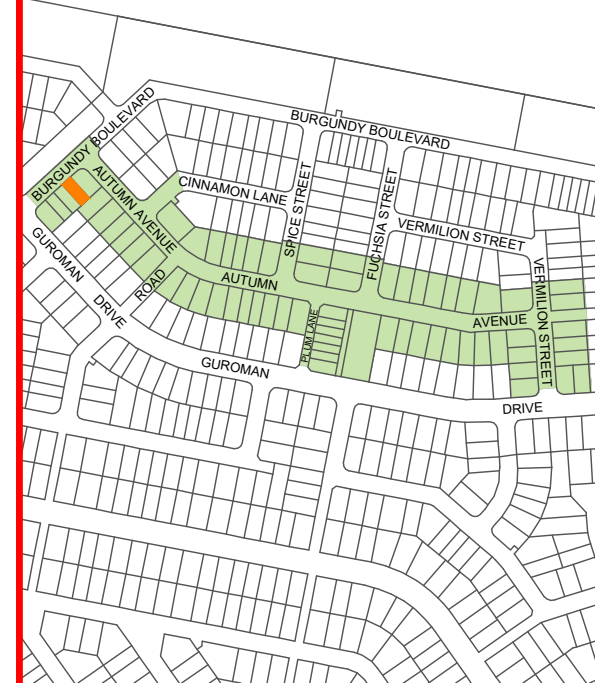 BURGUNDY BOULEVARD
BURGUNDY BOULEVARD
AUTUMN AVENUE
CINNAMON LANE
SPICE STREET
FUCHSIA STREET
VERMILION STREET
GUROMAN
DRIVE
ROAD
AUTUMN
AVENUE
VERMILION STREET
PLUM LANE
GUROMAN
DRIVE